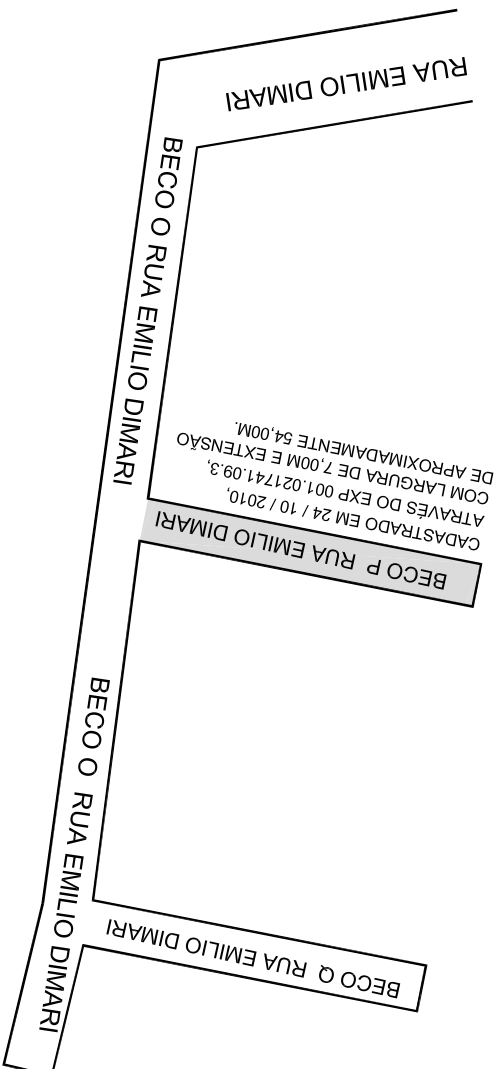 RUA EMILIO DIMARI
BECO O RUA EMILIO DIMARI
CADASTRADO EM 24 / 10 / 2010,
ATRAVÉS DO EXP 001.021741.09.3,
COM LARGURA DE 7,00M E EXTENSÃO
DE APROXIMADAMENTE 54,00M.
BECO P RUA EMILIO DIMARI
BECO O RUA EMILIO DIMARI
BECO Q RUA EMILIO DIMARI